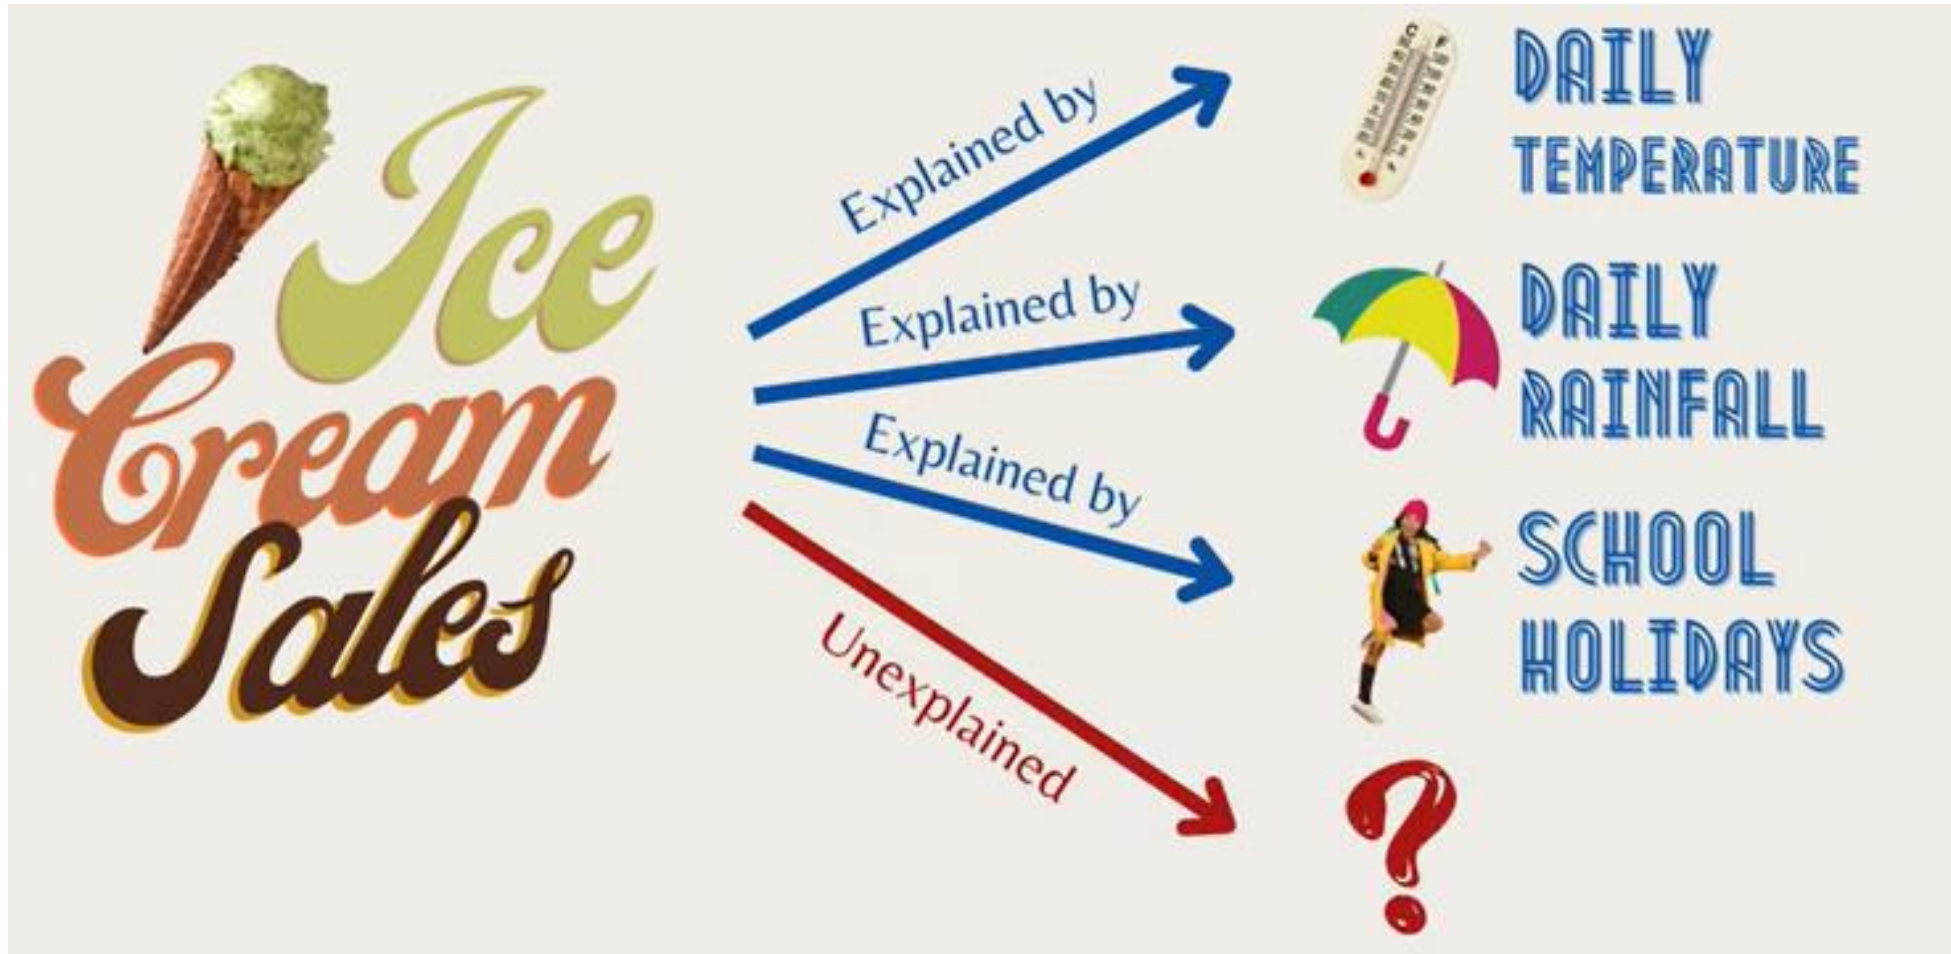 Ice
Cream
Sales
Explained by
DAILY
TEMPERATURE
Explained by
DAILY
RAINFALL
Explained by
SCHOOL
HOLIDAYS
Unexplained
?